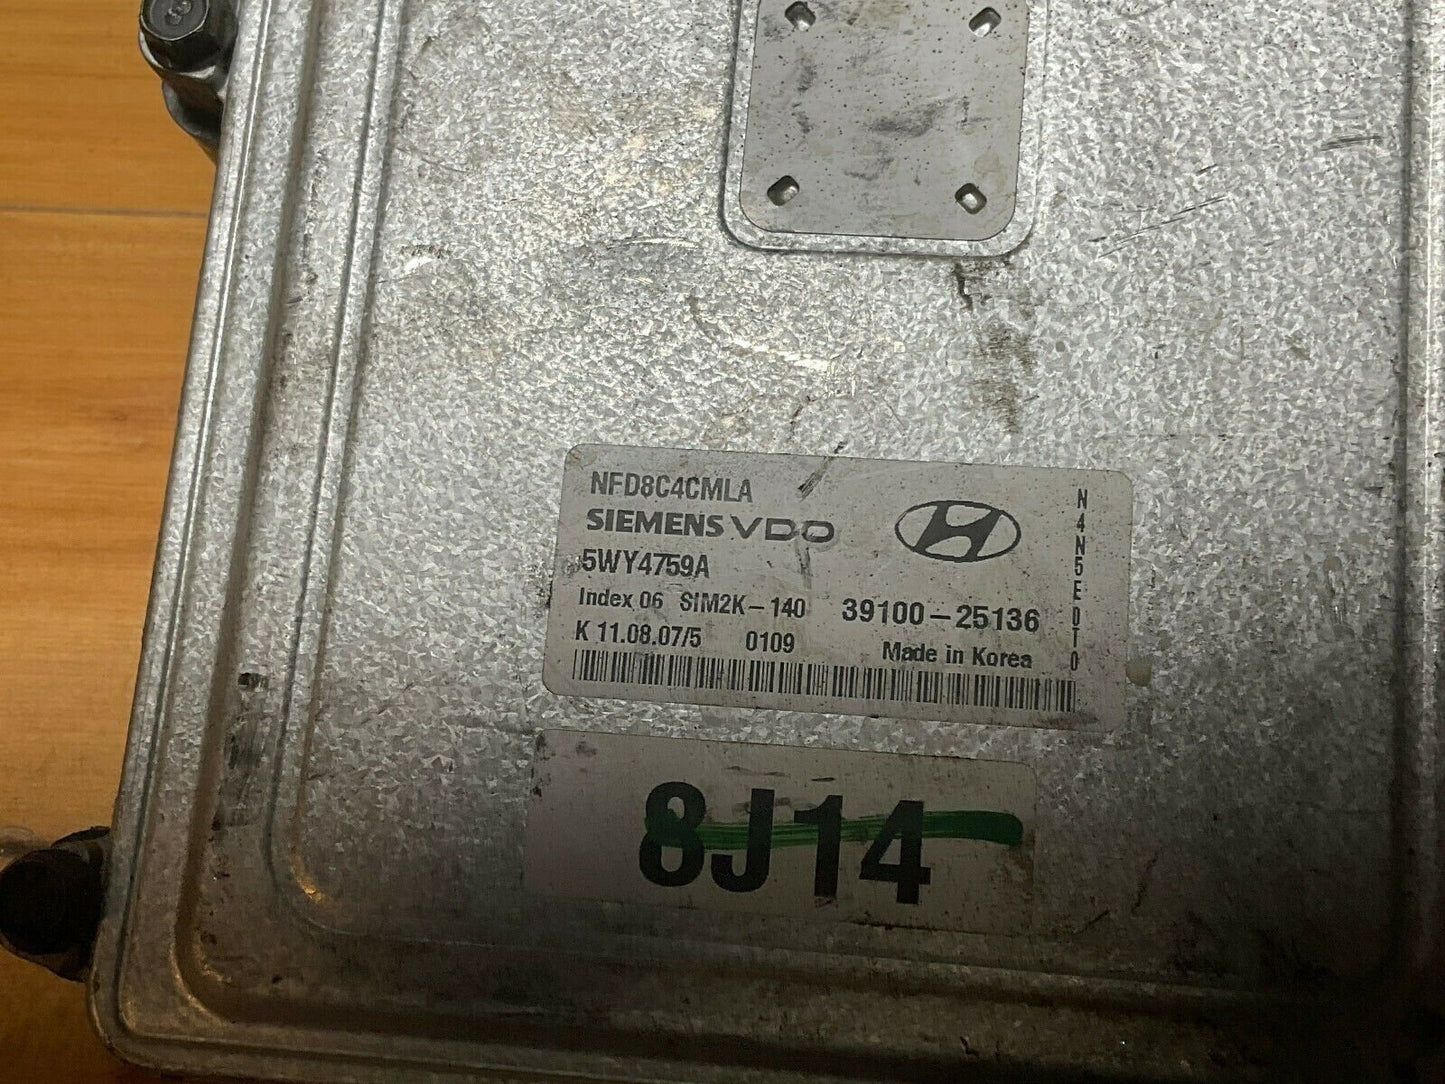 NFD8C4CMLA
SIEMENS VDO
5WY4759A
Index 06 SIM2K-140 39100-25136
K 11.08.07/5 0109 Made in Korea
N4N5EDT0
8J14